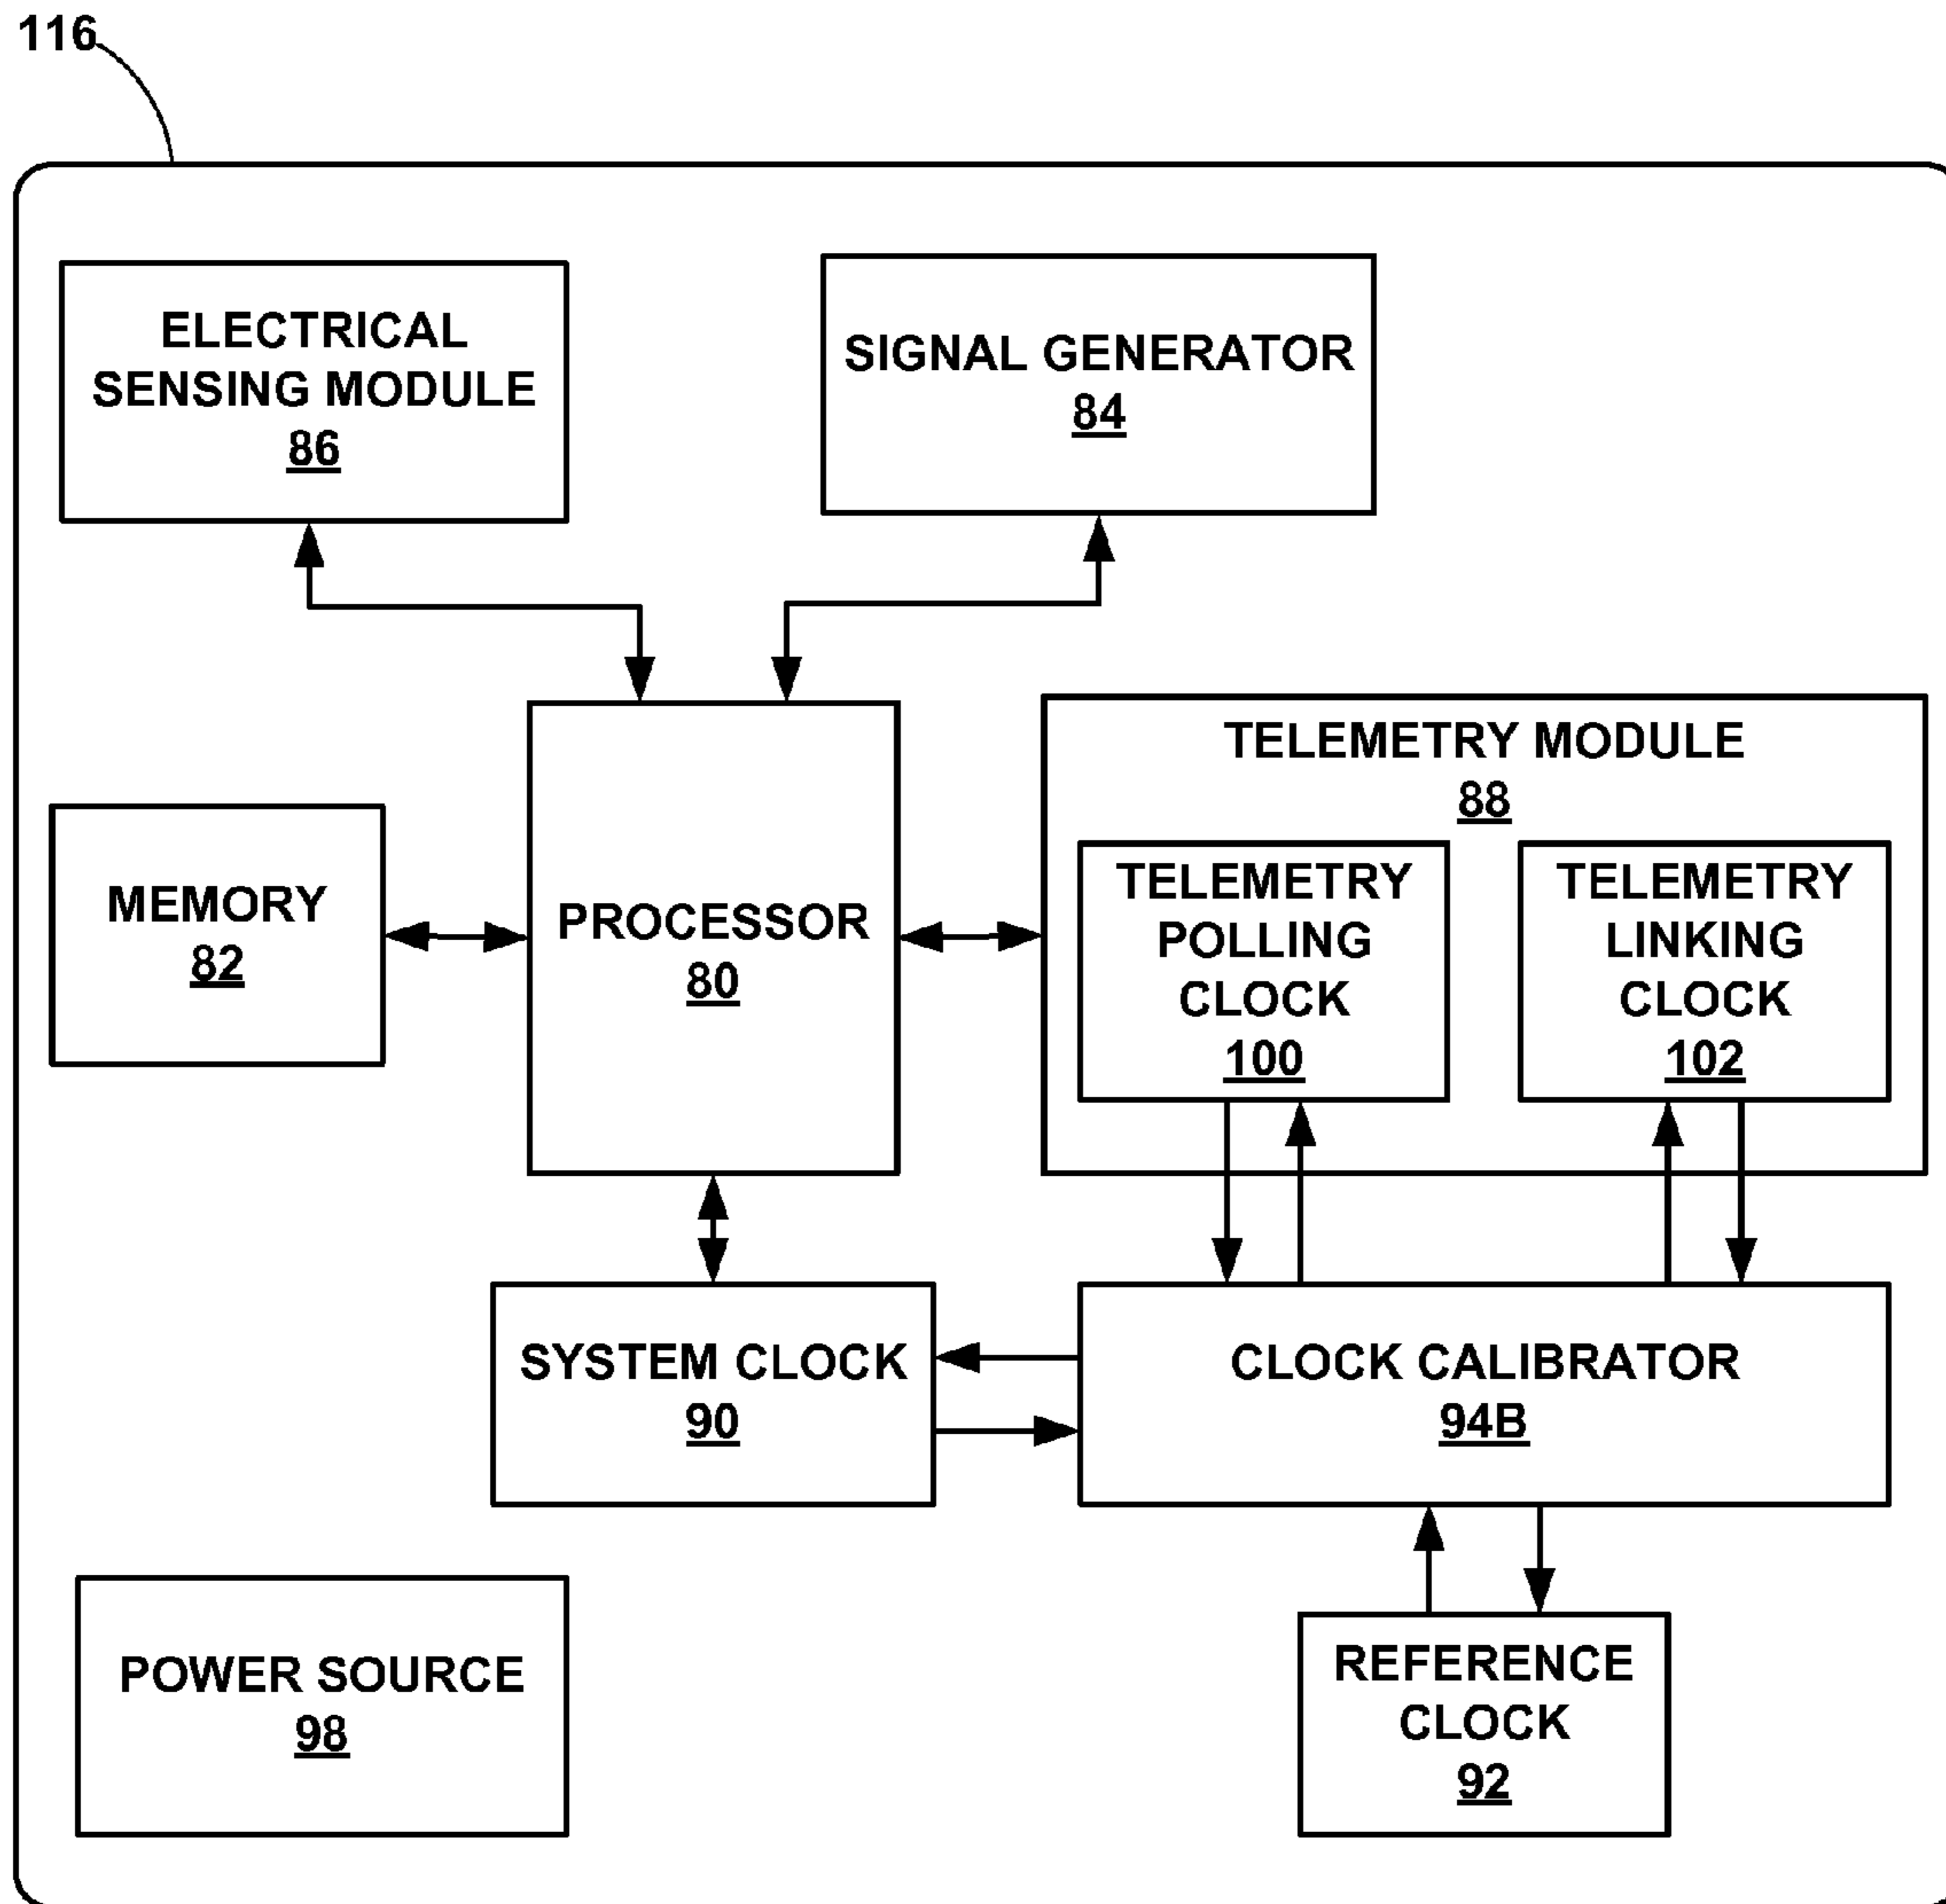 116
ELECTRICAL
SENSING MODULE
86
SIGNAL GENERATOR
84
TELEMETRY MODULE
88
MEMORY
82
PROCESSOR
80
TELEMETRY
POLLING
CLOCK
100
TELEMETRY
LINKING
CLOCK
102
SYSTEM CLOCK
90
CLOCK CALIBRATOR
94B
POWER SOURCE
98
REFERENCE
CLOCK
92